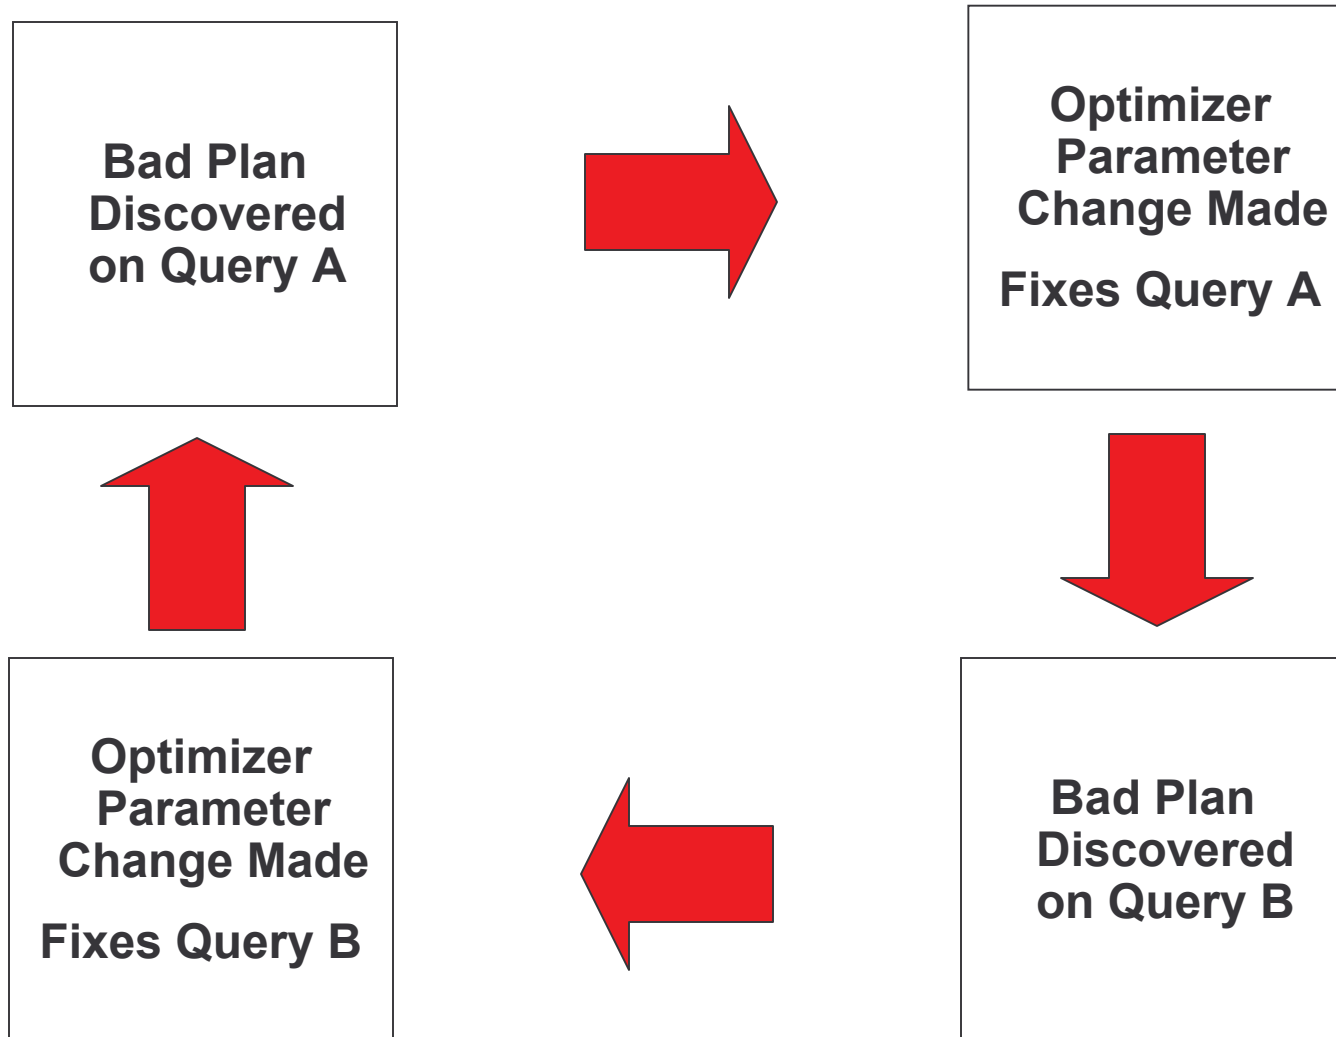 Bad Plan
Discovered
on Query A
Optimizer
Parameter
Change Made
Fixes Query A
Optimizer
Parameter
Change Made
Fixes Query B
Bad Plan
Discovered
on Query B